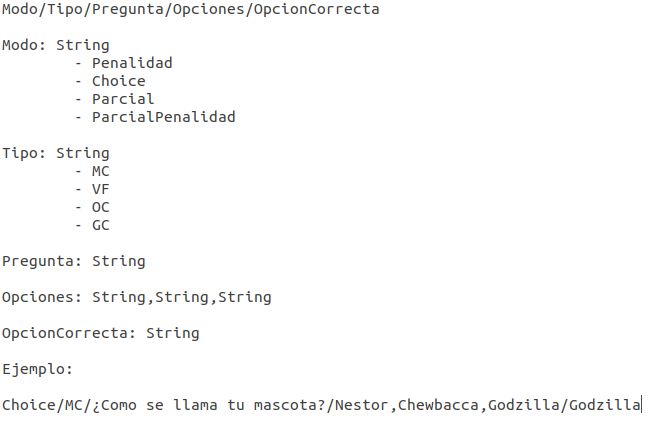 Modo/Tipo/Pregunta/Opciones/OpcionCorrecta
Modo: String
- Penalidad
- Choice
- Parcial
- ParcialPenalidad
Tipo: String
- MC
- VF
- OC
- GC
Pregunta: String
Opciones: String,String,String
OpcionCorrecta: String
Ejemplo:
Choice/MC/¿Como se llama tu mascota?/Nestor,Chewbacca,Godzilla/Godzilla